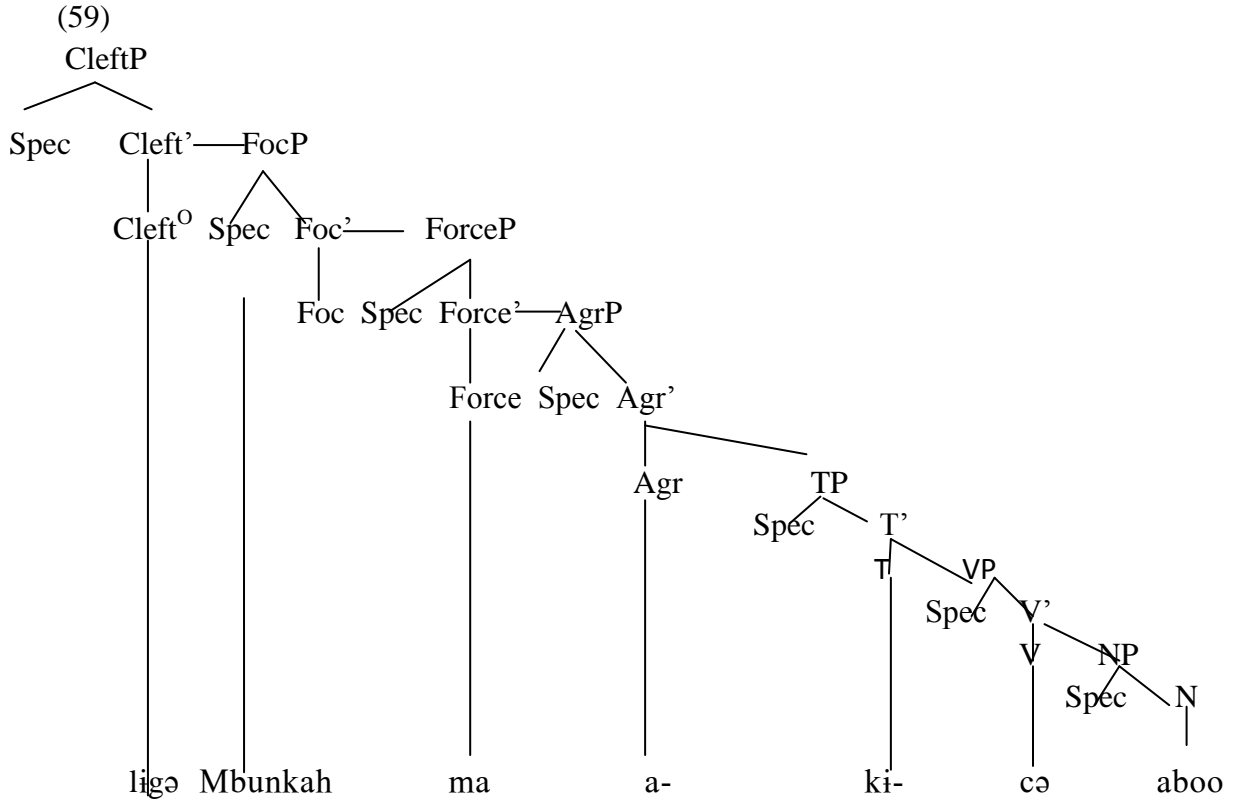 (59)
CleftP
Spec Cleft’ FocP
Cleft⁰ Spec Foc’ ForceP
Foc Spec Force’ AgrP
Force Spec Agr’
Agr TP
Spec T’
T VP
Spec V’
V NP
Spec N
ligə Mbunkah ma a- kɨ- cə aboo